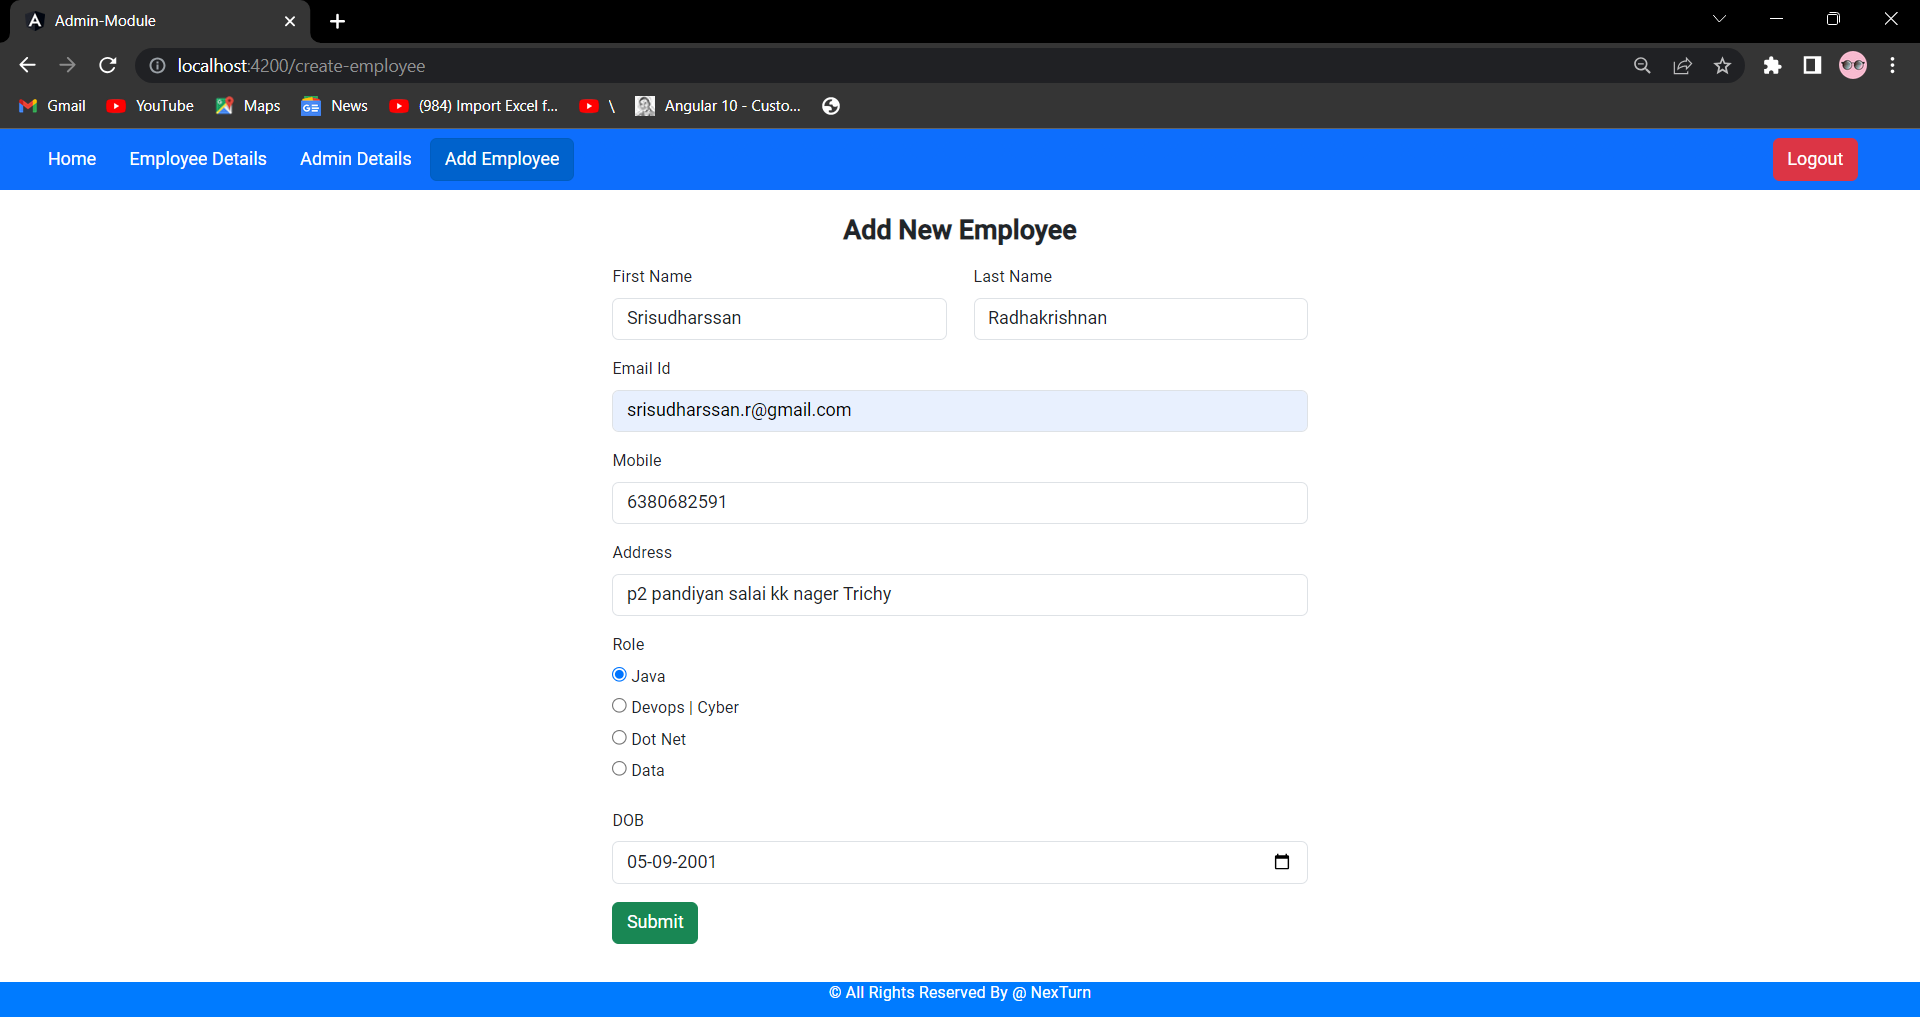 Admin-Module
localhost:4200/create-employee
Gmail YouTube Maps News (984) Import Excel f... \ Angular 10 - Custo...
Home Employee Details Admin Details Add Employee Logout
Add New Employee
First Name Last Name
Srisudharssan Radhakrishnan
Email Id
srisudharssan.r@gmail.com
Mobile
6380682591
Address
p2 pandiyan salai kk nager Trichy
Role
Java
Devops | Cyber
Dot Net
Data
DOB
05-09-2001
Submit
© All Rights Reserved By @ NexTurn